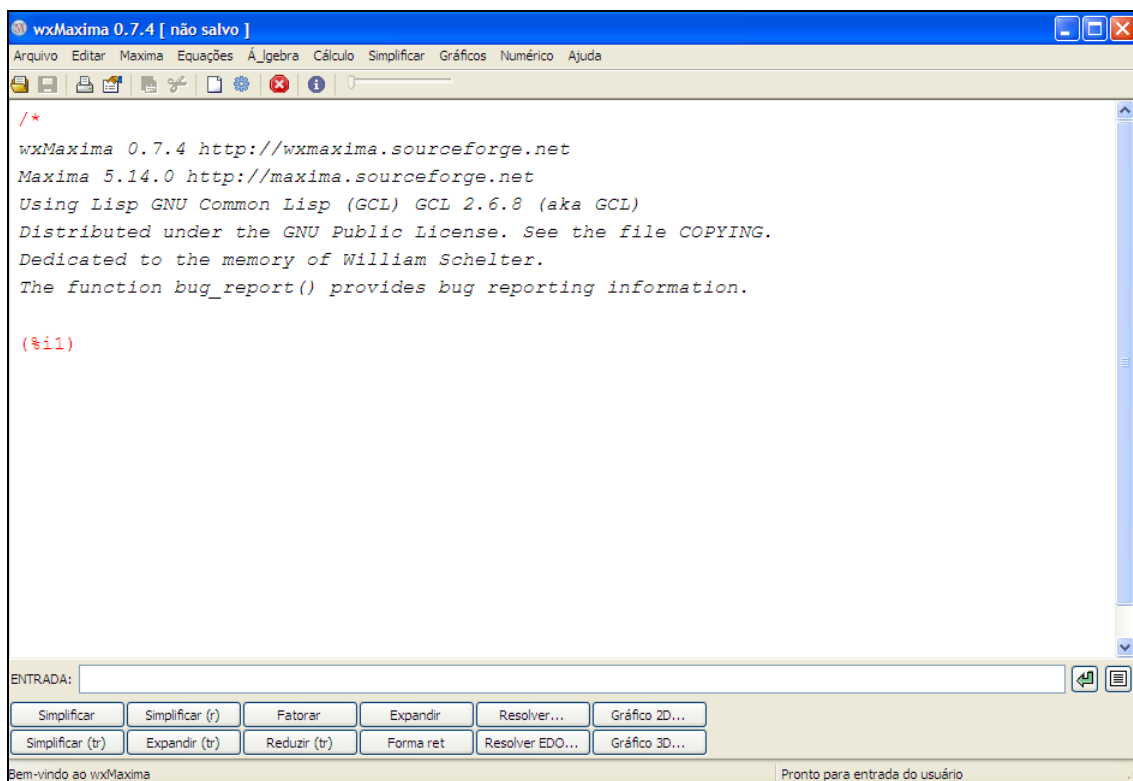 wxMaxima 0.7.4 [ não salvo ]
Arquivo Editar Maxima Equações Á_lgebra Cálculo Simplificar Gráficos Numérico Ajuda
/*
wxMaxima 0.7.4 http://wxmaxima.sourceforge.net
Maxima 5.14.0 http://maxima.sourceforge.net
Using Lisp GNU Common Lisp (GCL) GCL 2.6.8 (aka GCL)
Distributed under the GNU Public License. See the file COPYING.
Dedicated to the memory of William Schelter.
The function bug_report() provides bug reporting information.
(%i1)
ENTRADA:
Simplificar Simplificar (r) Fatorar Expandir Resolver... Gráfico 2D...
Simplificar (tr) Expandir (tr) Reduzir (tr) Forma ret Resolver EDO... Gráfico 3D...
Bem-vindo ao wxMaxima Pronto para entrada do usuário